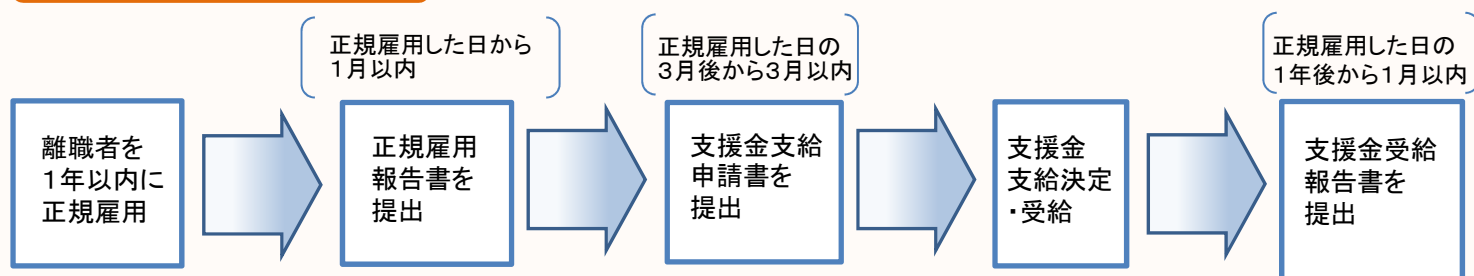 正規雇用した日から
1月以内
正規雇用した日の
3月後から3月以内
正規雇用した日の
1年後から1月以内
離職者を
1年以内に
正規雇用
正規雇用
報告書を
提出
支援金支給
申請書を
提出
支援金
支給決定
・受給
支援金受給
報告書を
提出